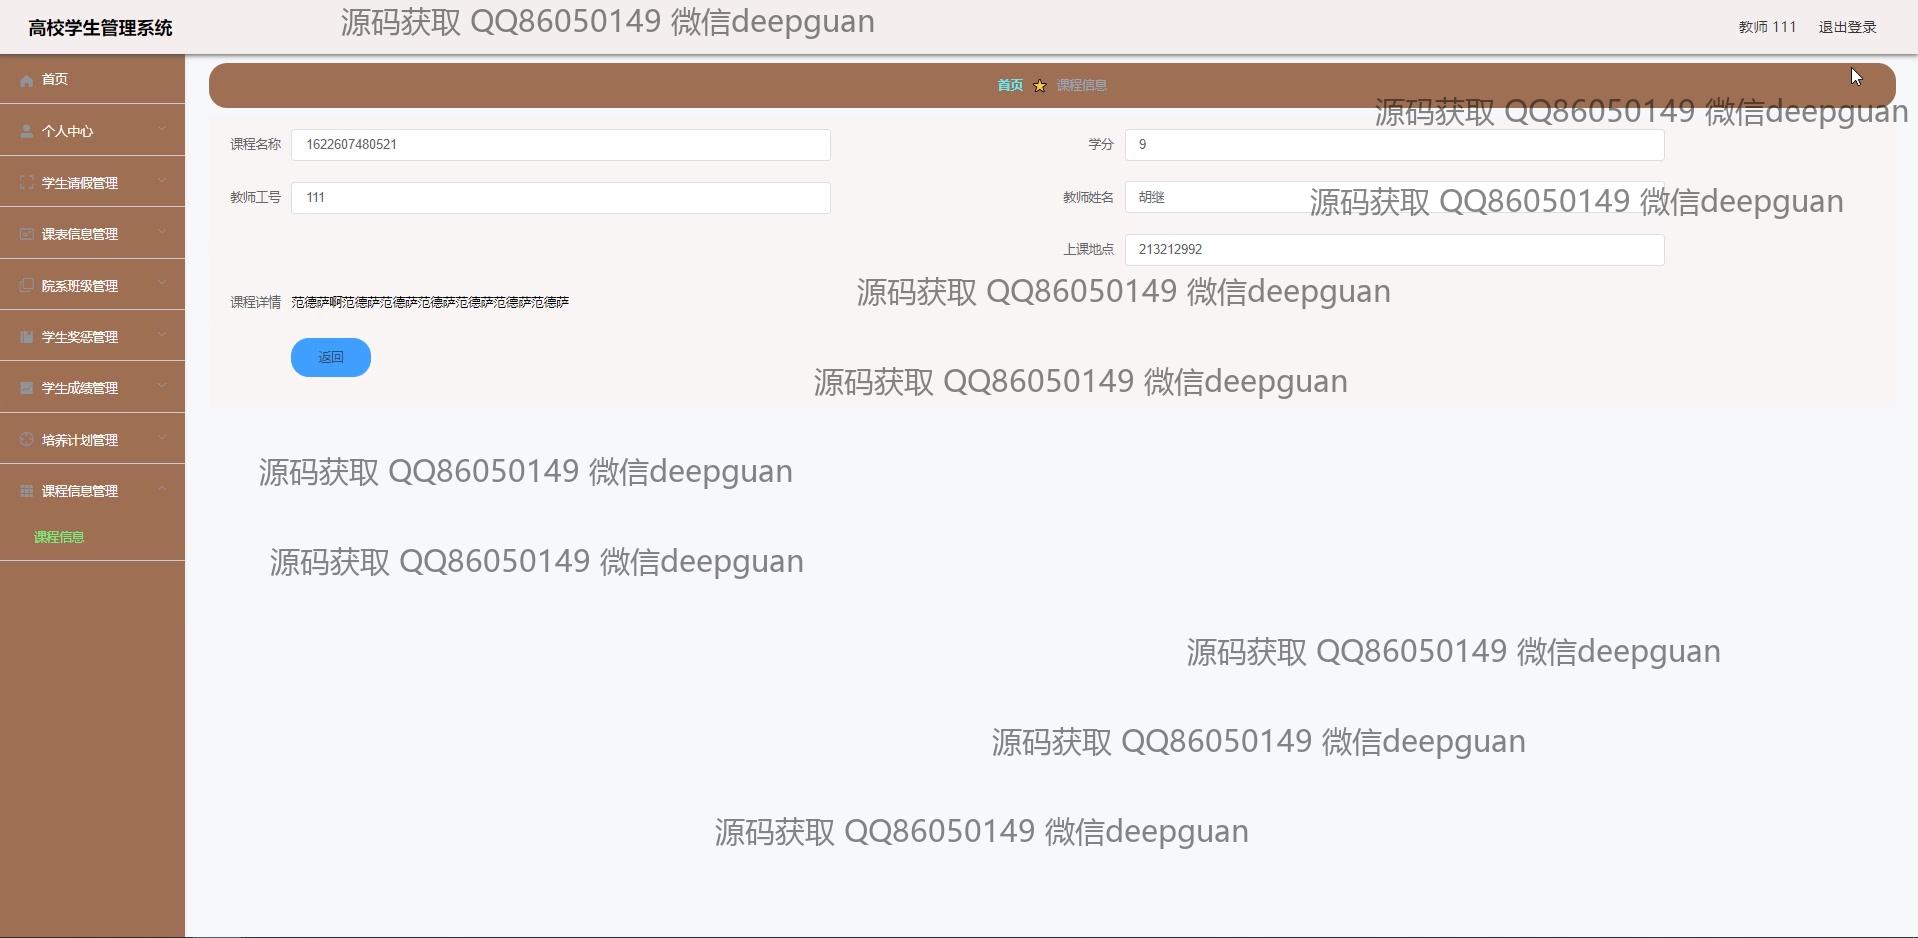 高校学生管理系统
源码获取 QQ86050149 微信deepguan
教师 111
退出登录
首页
个人中心
学生请假管理
课表信息管理
院系班级管理
学生奖惩管理
学生成绩管理
培养计划管理
课程信息管理
课程信息
首页 ★ 课程信息
源码获取 QQ86050149 微信deepguan
课程名称 1622607480521
学分 9
教师工号 111
教师姓名 胡继
源码获取 QQ86050149 微信deepguan
上课地点 213212992
源码获取 QQ86050149 微信deepguan
课程详情 范德萨啊范德萨范德萨范德萨范德萨范德萨范德萨
返回
源码获取 QQ86050149 微信deepguan
源码获取 QQ86050149 微信deepguan
源码获取 QQ86050149 微信deepguan
源码获取 QQ86050149 微信deepguan
源码获取 QQ86050149 微信deepguan
源码获取 QQ86050149 微信deepguan